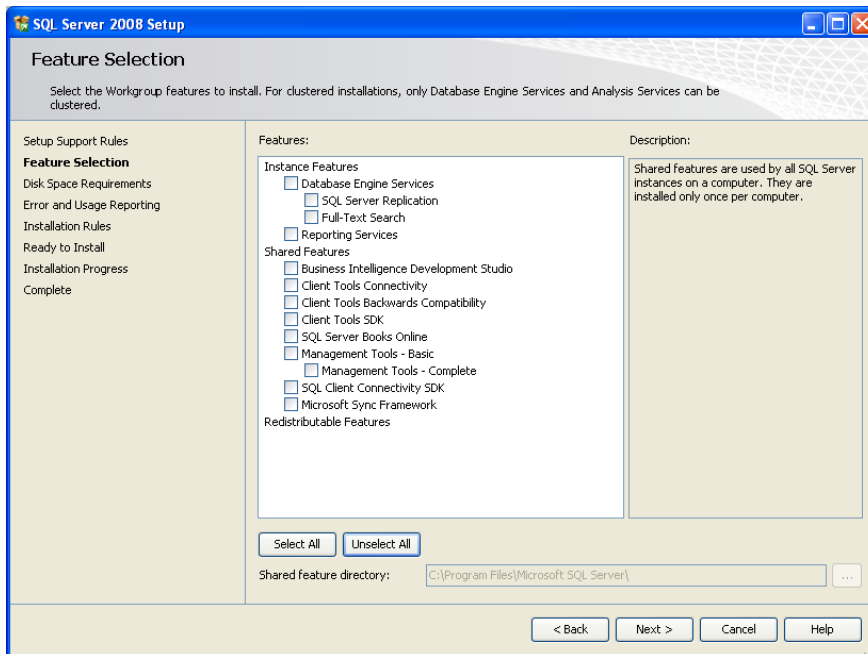 SQL Server 2008 Setup
Feature Selection
Select the Workgroup features to install. For clustered installations, only Database Engine Services and Analysis Services can be
clustered.
Setup Support Rules
Feature Selection
Disk Space Requirements
Error and Usage Reporting
Installation Rules
Ready to Install
Installation Progress
Complete
Features:
Instance Features
Database Engine Services
SQL Server Replication
Full-Text Search
Reporting Services
Shared Features
Business Intelligence Development Studio
Client Tools Connectivity
Client Tools Backwards Compatibility
Client Tools SDK
SQL Server Books Online
Management Tools - Basic
Management Tools - Complete
SQL Client Connectivity SDK
Microsoft Sync Framework
Redistributable Features
Description:
Shared features are used by all SQL Server
instances on a computer. They are
installed only once per computer.
Select All
Unselect All
Shared feature directory:
C:\Program Files\Microsoft SQL Server\
...
< Back
Next >
Cancel
Help